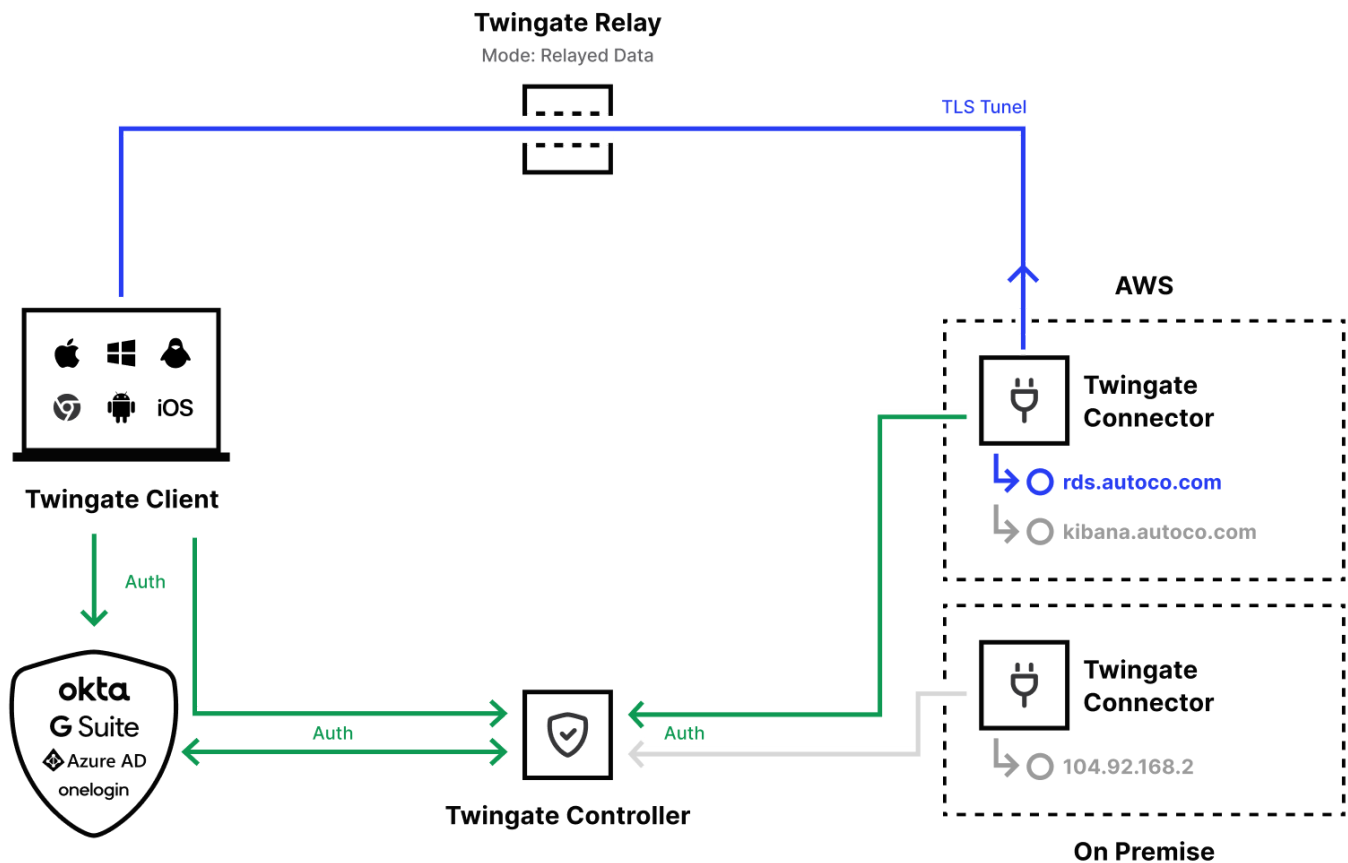 Twingate Relay
Mode: Relayed Data
TLS Tunel
AWS
iOS
Twingate
Connector
rds.autoco.com
kibana.autoco.com
Twingate Client
Auth
okta
G Suite
Azure AD
onelogin
Auth
Auth
Twingate Controller
Twingate
Connector
104.92.168.2
On Premise